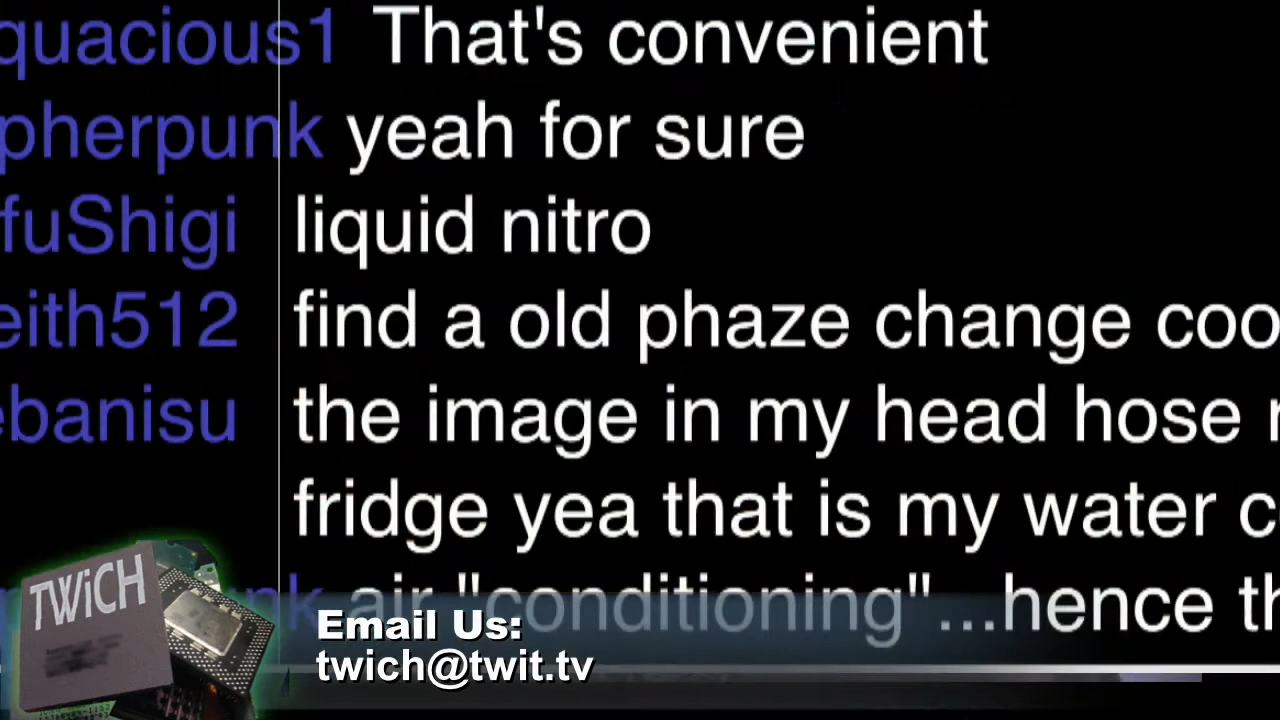 quacious1 That's convenient
pherpunk yeah for sure
fuShigi liquid nitro
eith512 find a old phaze change coo
ebanisu the image in my head hose
fridge yea that is my water c
nk air "conditioning"...hence th
TWiCH
Email Us:
twich@twit.tv